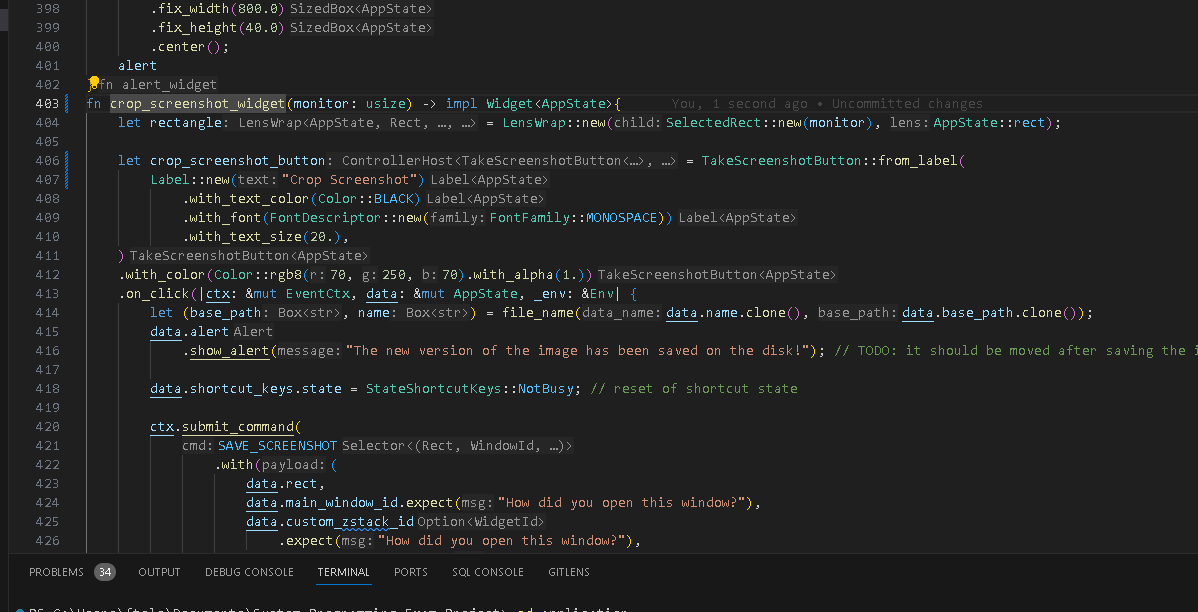 398 .fix_width(800.0) SizedBox<AppState>
399 .fix_height(40.0) SizedBox<AppState>
400 .center();
401 alert
402 }fn alert_widget
403 fn crop_screenshot_widget(monitor: usize) -> impl Widget<AppState>{ You, 1 second ago • Uncommitted changes
404 let rectangle: LensWrap<AppState, Rect, …, …> = LensWrap::new(child: SelectedRect::new(monitor), lens: AppState::rect);
405
406 let crop_screenshot_button: ControllerHost<TakeScreenshotButton<…>, …> = TakeScreenshotButton::from_label(
407 Label::new(text: "Crop Screenshot") Label<AppState>
408 .with_text_color(Color::BLACK) Label<AppState>
409 .with_font(FontDescriptor::new(family: FontFamily::MONOSPACE)) Label<AppState>
410 .with_text_size(20.),
411 ) TakeScreenshotButton<AppState>
412 .with_color(Color::rgb8(r: 70, g: 250, b: 70).with_alpha(1.)) TakeScreenshotButton<AppState>
413 .on_click(|ctx: &mut EventCtx, data: &mut AppState, _env: &Env| {
414 let (base_path: Box<str>, name: Box<str>) = file_name(data_name: data.name.clone(), base_path: data.base_path.clone());
415 data.alert Alert
416 .show_alert(message: "The new version of the image has been saved on the disk!"); // TODO: it should be moved after saving the
417
418 data.shortcut_keys.state = StateShortcutKeys::NotBusy; // reset of shortcut state
419
420 ctx.submit_command(
421 cmd: SAVE_SCREENSHOT Selector<(Rect, WindowId, …)>
422 .with(payload: (
423 data.rect,
424 data.main_window_id.expect(msg: "How did you open this window?"),
425 data.custom_zstack_id Option<WidgetId>
426 .expect(msg: "How did you open this window?"),
PROBLEMS 34 OUTPUT DEBUG CONSOLE TERMINAL PORTS SQL CONSOLE GITLENS